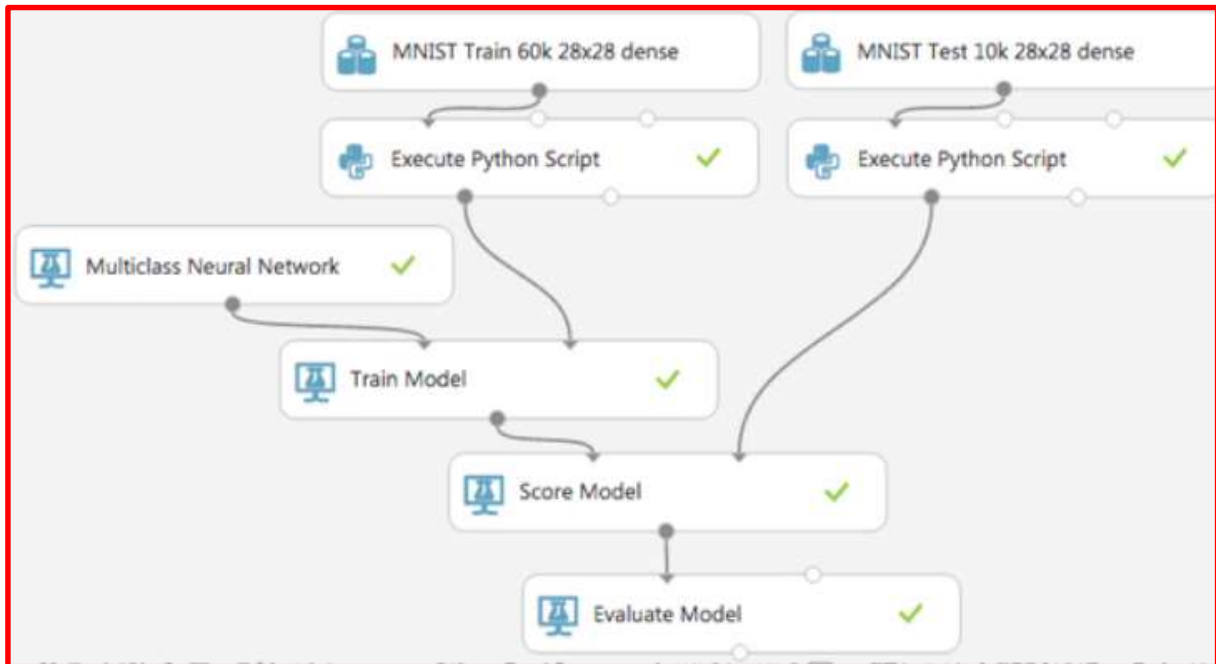 MNIST Train 60k 28x28 dense
MNIST Test 10k 28x28 dense
Execute Python Script
Execute Python Script
Multiclass Neural Network
Train Model
Score Model
Evaluate Model